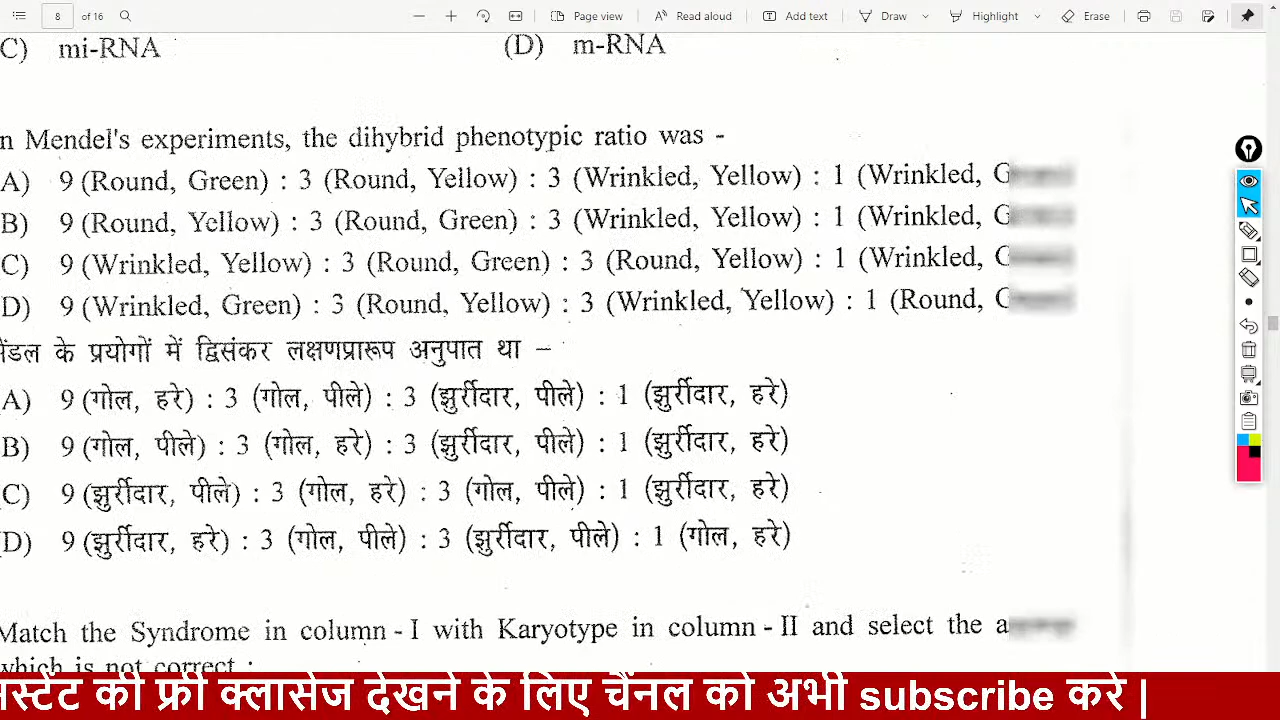 8 of 16 Page view Read aloud Add text Draw Highlight Erase
C) mi-RNA (D) m-RNA
n Mendel's experiments, the dihybrid phenotypic ratio was -
A) 9 (Round, Green) : 3 (Round, Yellow) : 3 (Wrinkled, Yellow) : 1 (Wrinkled,
B) 9 (Round, Yellow) : 3 (Round, Green) : 3 (Wrinkled, Yellow) : 1 (Wrinkled,
C) 9 (Wrinkled, Yellow) : 3 (Round, Green) : 3 (Round, Yellow) : 1 (Wrinkled,
D) 9 (Wrinkled, Green) : 3 (Round, Yellow) : 3 (Wrinkled, Yellow) : 1 (Round,
मेंडल के प्रयोगों में द्विसंकर लक्षणप्रारूप अनुपात था –
A) 9 (गोल, हरे) : 3 (गोल, पीले) : 3 (झुर्रीदार, पीले) : 1 (झुर्रीदार, हरे)
B) 9 (गोल, पीले) : 3 (गोल, हरे) : 3 (झुर्रीदार, पीले) : 1 (झुर्रीदार, हरे)
C) 9 (झुर्रीदार, पीले) : 3 (गोल, हरे) : 3 (गोल, पीले) : 1 (झुर्रीदार, हरे)
D) 9 (झुर्रीदार, हरे) : 3 (गोल, पीले) : 3 (झुर्रीदार, पीले) : 1 (गोल, हरे)
Match the Syndrome in column - I with Karyotype in column - II and select the
which is not correct :
स्टेंट की फ्री क्लासेज देखने के लिए चैंनल को अभी subscribe करे |